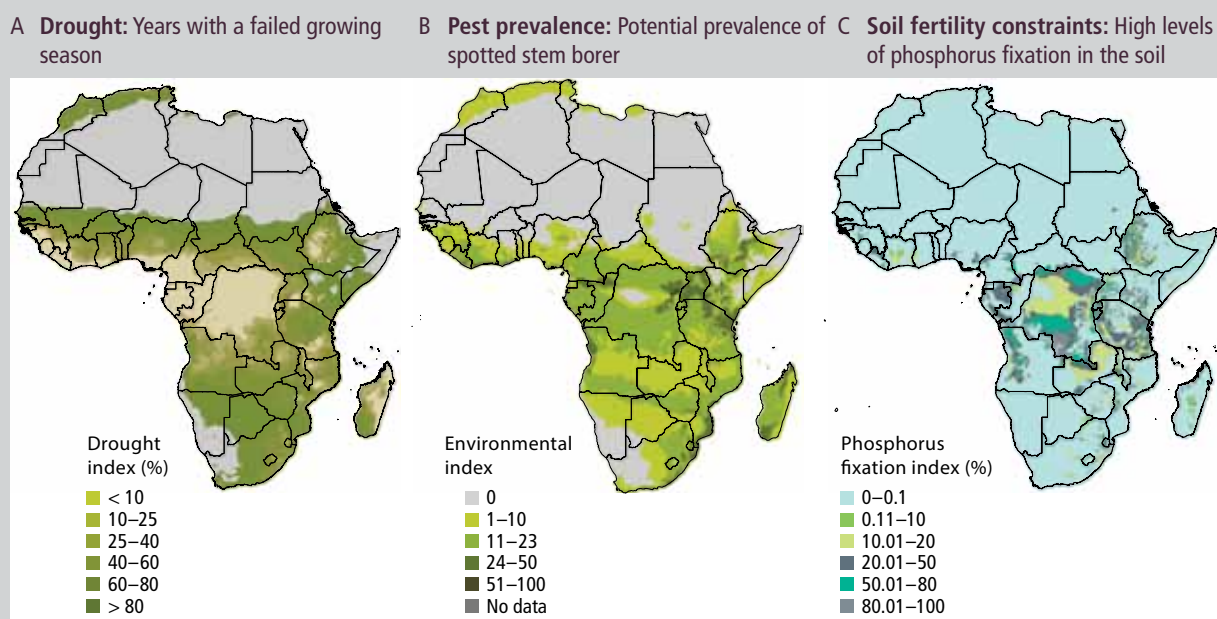 A Drought: Years with a failed growing
season
B Pest prevalence: Potential prevalence of
spotted stem borer
C Soil fertility constraints: High levels
of phosphorus fixation in the soil
Drought
index (%)
< 10
10–25
25–40
40–60
60–80
> 80
Environmental
index
0
1–10
11–23
24–50
51–100
No data
Phosphorus
fixation index (%)
0–0.1
0.11–10
10.01–20
20.01–50
50.01–80
80.01–100